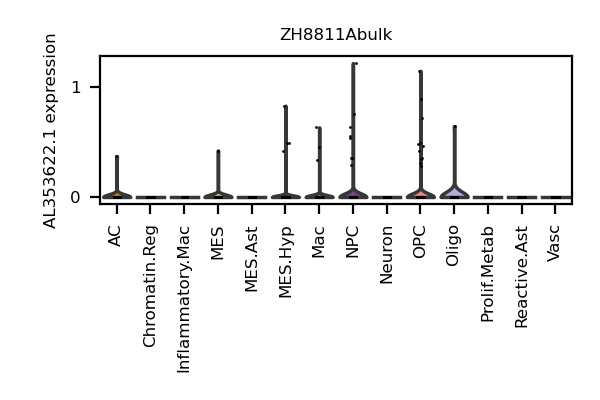 ZH8811Abulk
AL353622.1 expression
1
0
AC
Chromatin.Reg
Inflammatory.Mac
MES
MES.Ast
MES.Hyp
Mac
NPC
Neuron
OPC
Oligo
Prolif.Metab
Reactive.Ast
Vasc